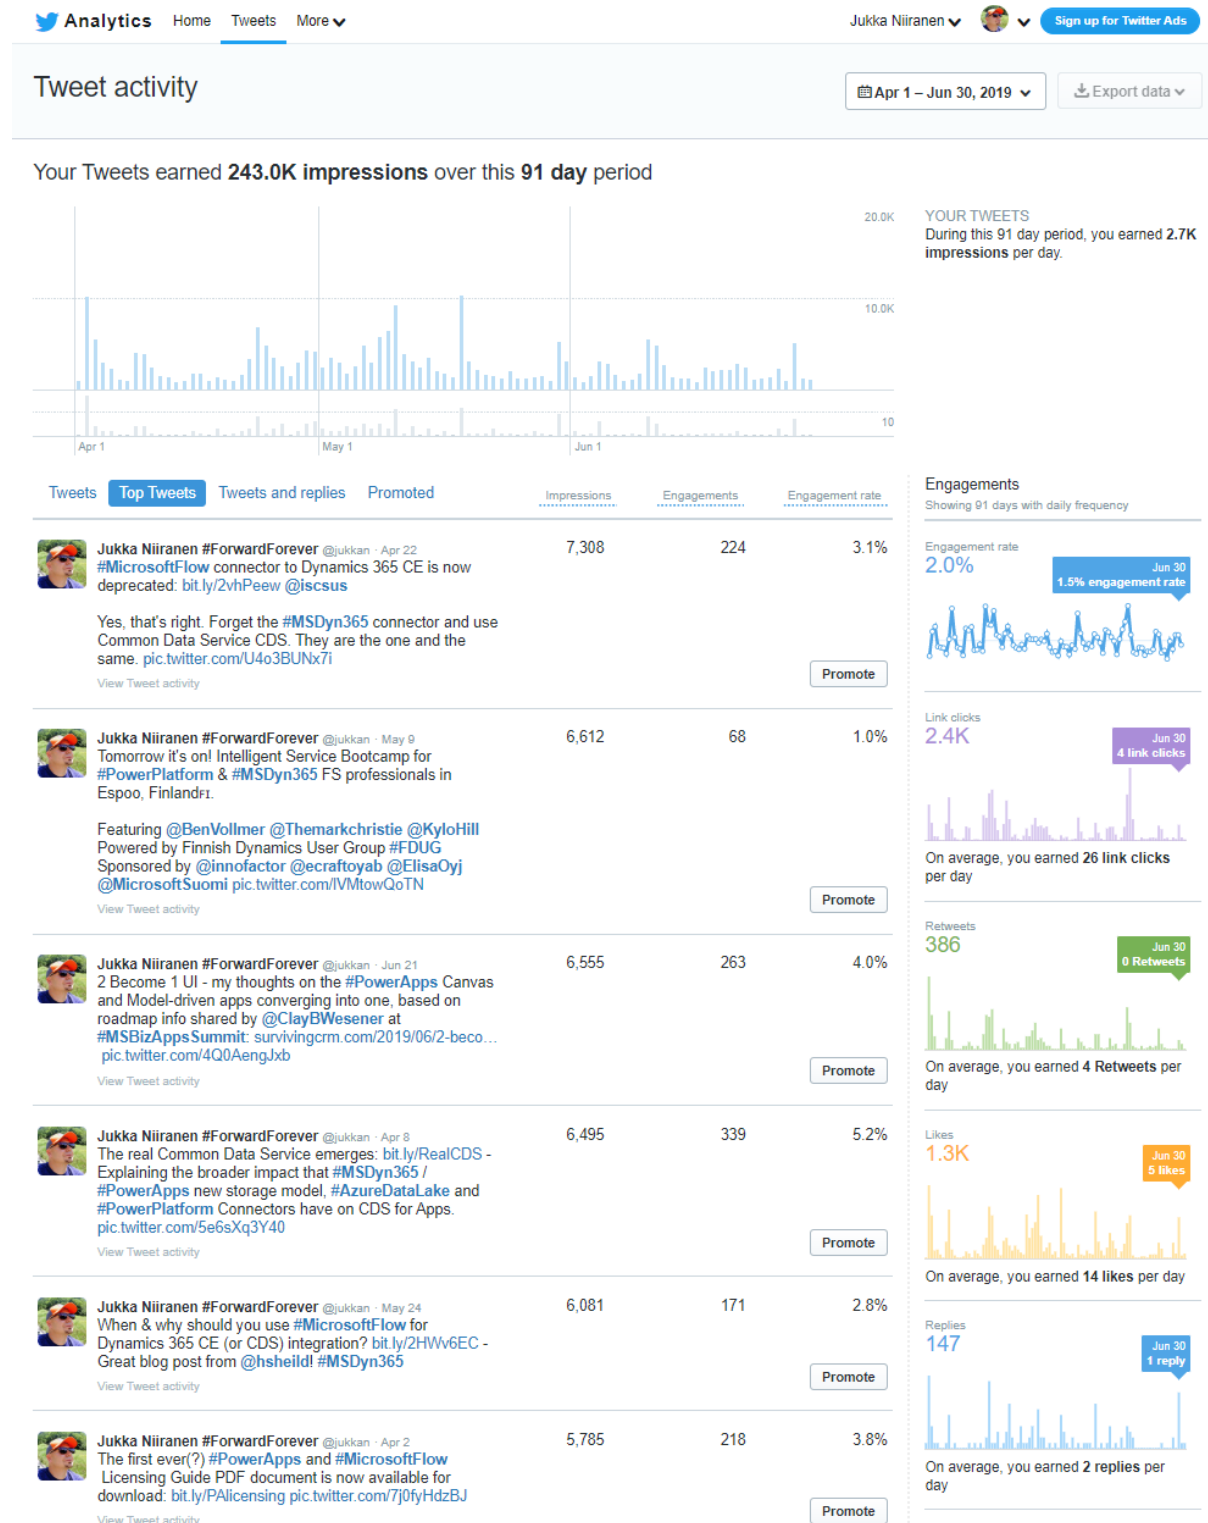 Analytics Home Tweets More Jukka Niiranen Sign up for Twitter Ads
Tweet activity
Apr 1 – Jun 30, 2019 Export data
Your Tweets earned 243.0K impressions over this 91 day period
20.0K
10.0K
10
Apr 1 May 1 Jun 1
YOUR TWEETS
During this 91 day period, you earned 2.7K
impressions per day.
Tweets Top Tweets Tweets and replies Promoted Impressions Engagements Engagement rate
Jukka Niiranen #ForwardForever @jukkan · Apr 22 7,308 224 3.1%
#MicrosoftFlow connector to Dynamics 365 CE is now
deprecated: bit.ly/2vhPeew @iscsus
Yes, that's right. Forget the #MSDyn365 connector and use
Common Data Service CDS. They are the one and the
same. pic.twitter.com/U4o3BUNx7i
View Tweet activity
Promote
Jukka Niiranen #ForwardForever @jukkan · May 9 6,612 68 1.0%
Tomorrow it's on! Intelligent Service Bootcamp for
#PowerPlatform & #MSDyn365 FS professionals in
Espoo, FinlandFI.
Featuring @BenVollmer @Themarkchristie @KyloHill
Powered by Finnish Dynamics User Group #FDUG
Sponsored by @innofactor @ecraftoyab @ElisaOyj
@MicrosoftSuomi pic.twitter.com/lVMtowQoTN
View Tweet activity
Promote
Jukka Niiranen #ForwardForever @jukkan · Jun 21 6,555 263 4.0%
2 Become 1 UI - my thoughts on the #PowerApps Canvas
and Model-driven apps converging into one, based on
roadmap info shared by @ClayBWesener at
#MSBizAppsSummit: survivingcrm.com/2019/06/2-beco…
pic.twitter.com/4Q0AengJxb
View Tweet activity
Promote
Jukka Niiranen #ForwardForever @jukkan · Apr 8 6,495 339 5.2%
The real Common Data Service emerges: bit.ly/RealCDS -
Explaining the broader impact that #MSDyn365 /
#PowerApps new storage model, #AzureDataLake and
#PowerPlatform Connectors have on CDS for Apps.
pic.twitter.com/5e6sXq3Y40
View Tweet activity
Promote
Jukka Niiranen #ForwardForever @jukkan · May 24 6,081 171 2.8%
When & why should you use #MicrosoftFlow for
Dynamics 365 CE (or CDS) integration? bit.ly/2HWv6EC -
Great blog post from @hsheild! #MSDyn365
View Tweet activity
Promote
Jukka Niiranen #ForwardForever @jukkan · Apr 2 5,785 218 3.8%
The first ever(?) #PowerApps and #MicrosoftFlow
Licensing Guide PDF document is now available for
download: bit.ly/PAlicensing pic.twitter.com/7j0fyHdzBJ
View Tweet activity
Promote
Engagements
Showing 91 days with daily frequency
Engagement rate
2.0%
Jun 30
1.5% engagement rate
Link clicks
2.4K
Jun 30
4 link clicks
On average, you earned 26 link clicks
per day
Retweets
386
Jun 30
0 Retweets
On average, you earned 4 Retweets per
day
Likes
1.3K
Jun 30
5 likes
On average, you earned 14 likes per day
Replies
147
Jun 30
1 reply
On average, you earned 2 replies per
day